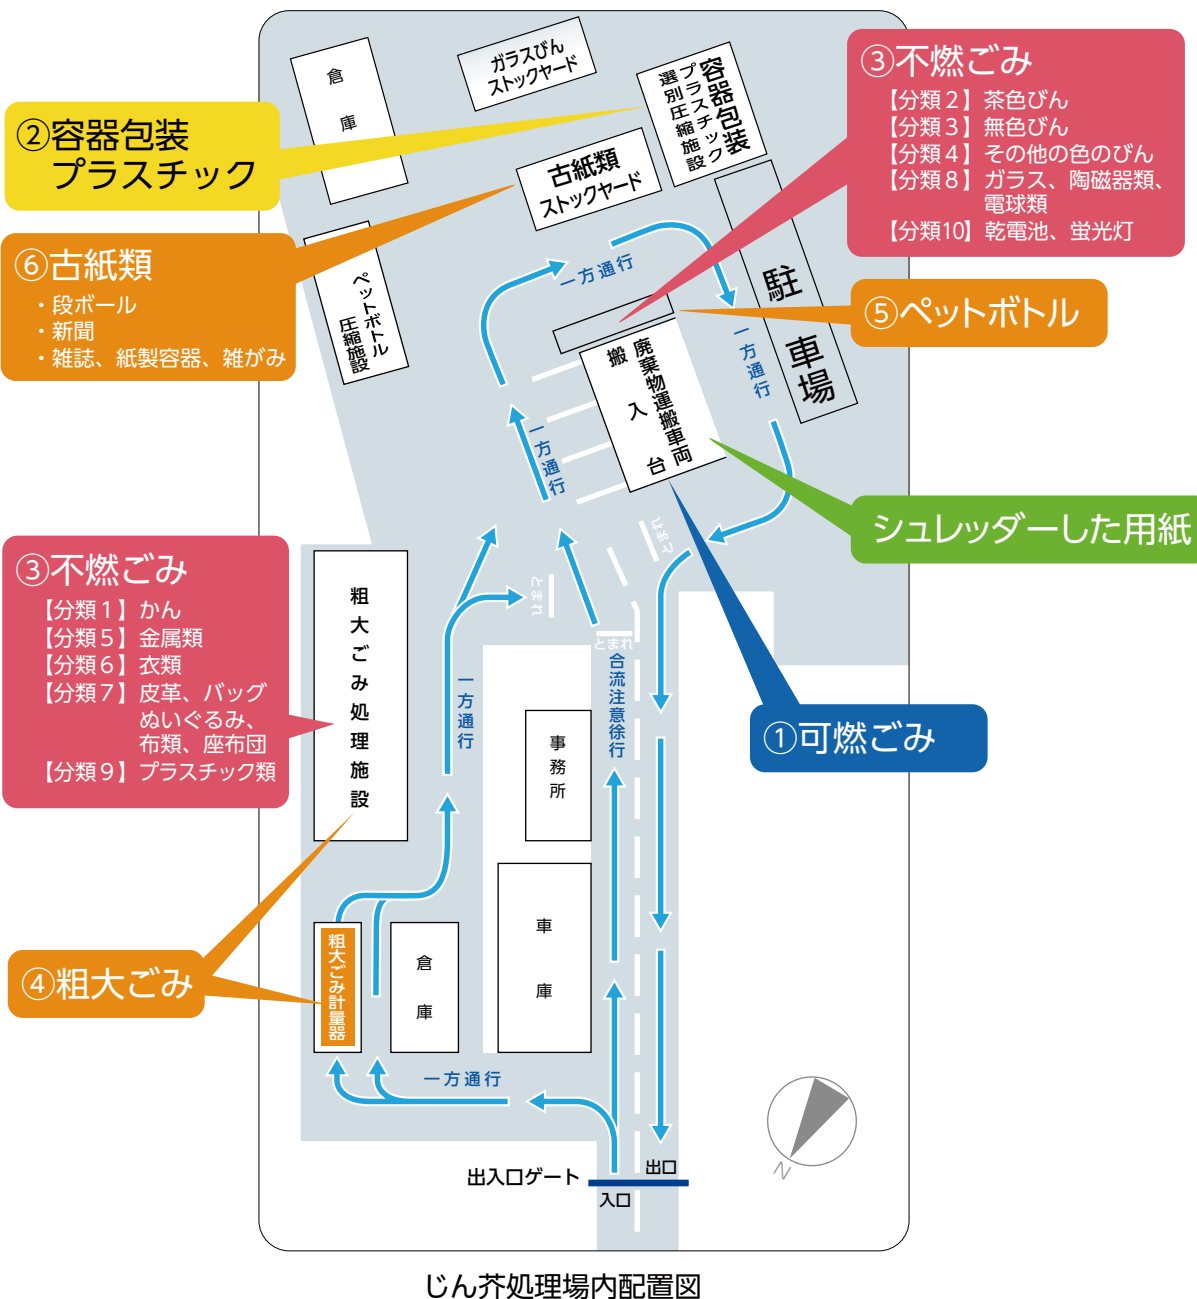 倉庫
ガラスびん
ストックヤード
容器包装
プラスチック
選別圧縮施設
③不燃ごみ
【分類２】茶色びん
【分類３】無色びん
【分類４】その他の色のびん
【分類８】ガラス、陶磁器類、
電球類
【分類10】乾電池、蛍光灯
②容器包装
プラスチック
古紙類
ストックヤード
⑥古紙類
・段ボール
・新聞
・雑誌、紙製容器、雑がみ
ペットボトル
圧縮施設
一方通行
駐車場
⑤ペットボトル
一方通行
廃棄物運搬車両
搬入台
一方通行
シュレッダーした用紙
とまれ
③不燃ごみ
【分類１】かん
【分類５】金属類
【分類６】衣類
【分類７】皮革、バッグ
ぬいぐるみ、
布類、座布団
【分類９】プラスチック類
粗大ごみ処理施設
とまれ
とまれ
合流注意徐行
一方通行
事務所
①可燃ごみ
④粗大ごみ
粗大ごみ計量器
倉庫
車庫
一方通行
出入口ゲート
出口
入口
N
じん芥処理場内配置図